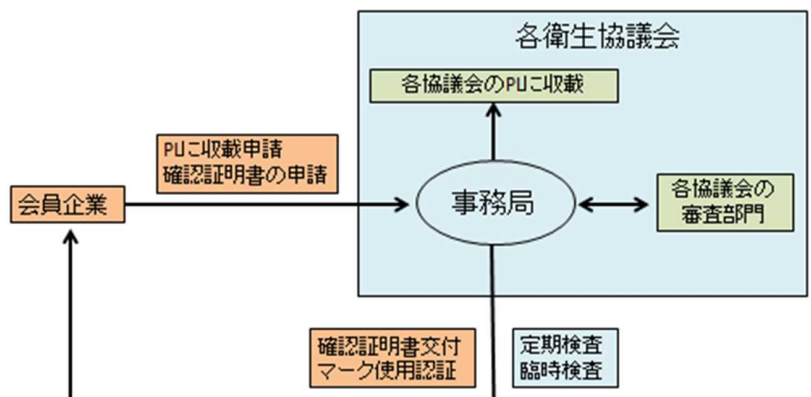 各衛生協議会
各協議会のPLに収載
PLに収載申請
確認証明書の申請
会員企業
事務局
各協議会の
審査部門
確認証明書交付
マーク使用認証
定期検査
臨時検査